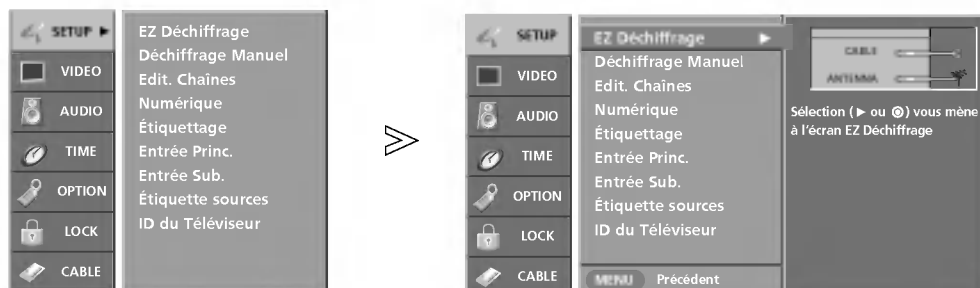 SETUP ►
VIDEO
AUDIO
TIME
OPTION
LOCK
CABLE
EZ Déchiffrage
Déchiffrage Manuel
Edit. Chaînes
Numérique
Étiquettage
Entrée Princ.
Entrée Sub.
Étiquette sources
ID du Téléviseur
SETUP
VIDEO
AUDIO
TIME
OPTION
LOCK
CABLE
EZ Déchiffrage ►
Déchiffrage Manuel
Edit. Chaînes
Numérique
Étiquettage
Entrée Princ.
Entrée Sub.
Étiquette sources
ID du Téléviseur
MENU Précédent
CABLE
ANTENNA
Sélection (► ou ◉) vous mène
à l'écran EZ Déchiffrage